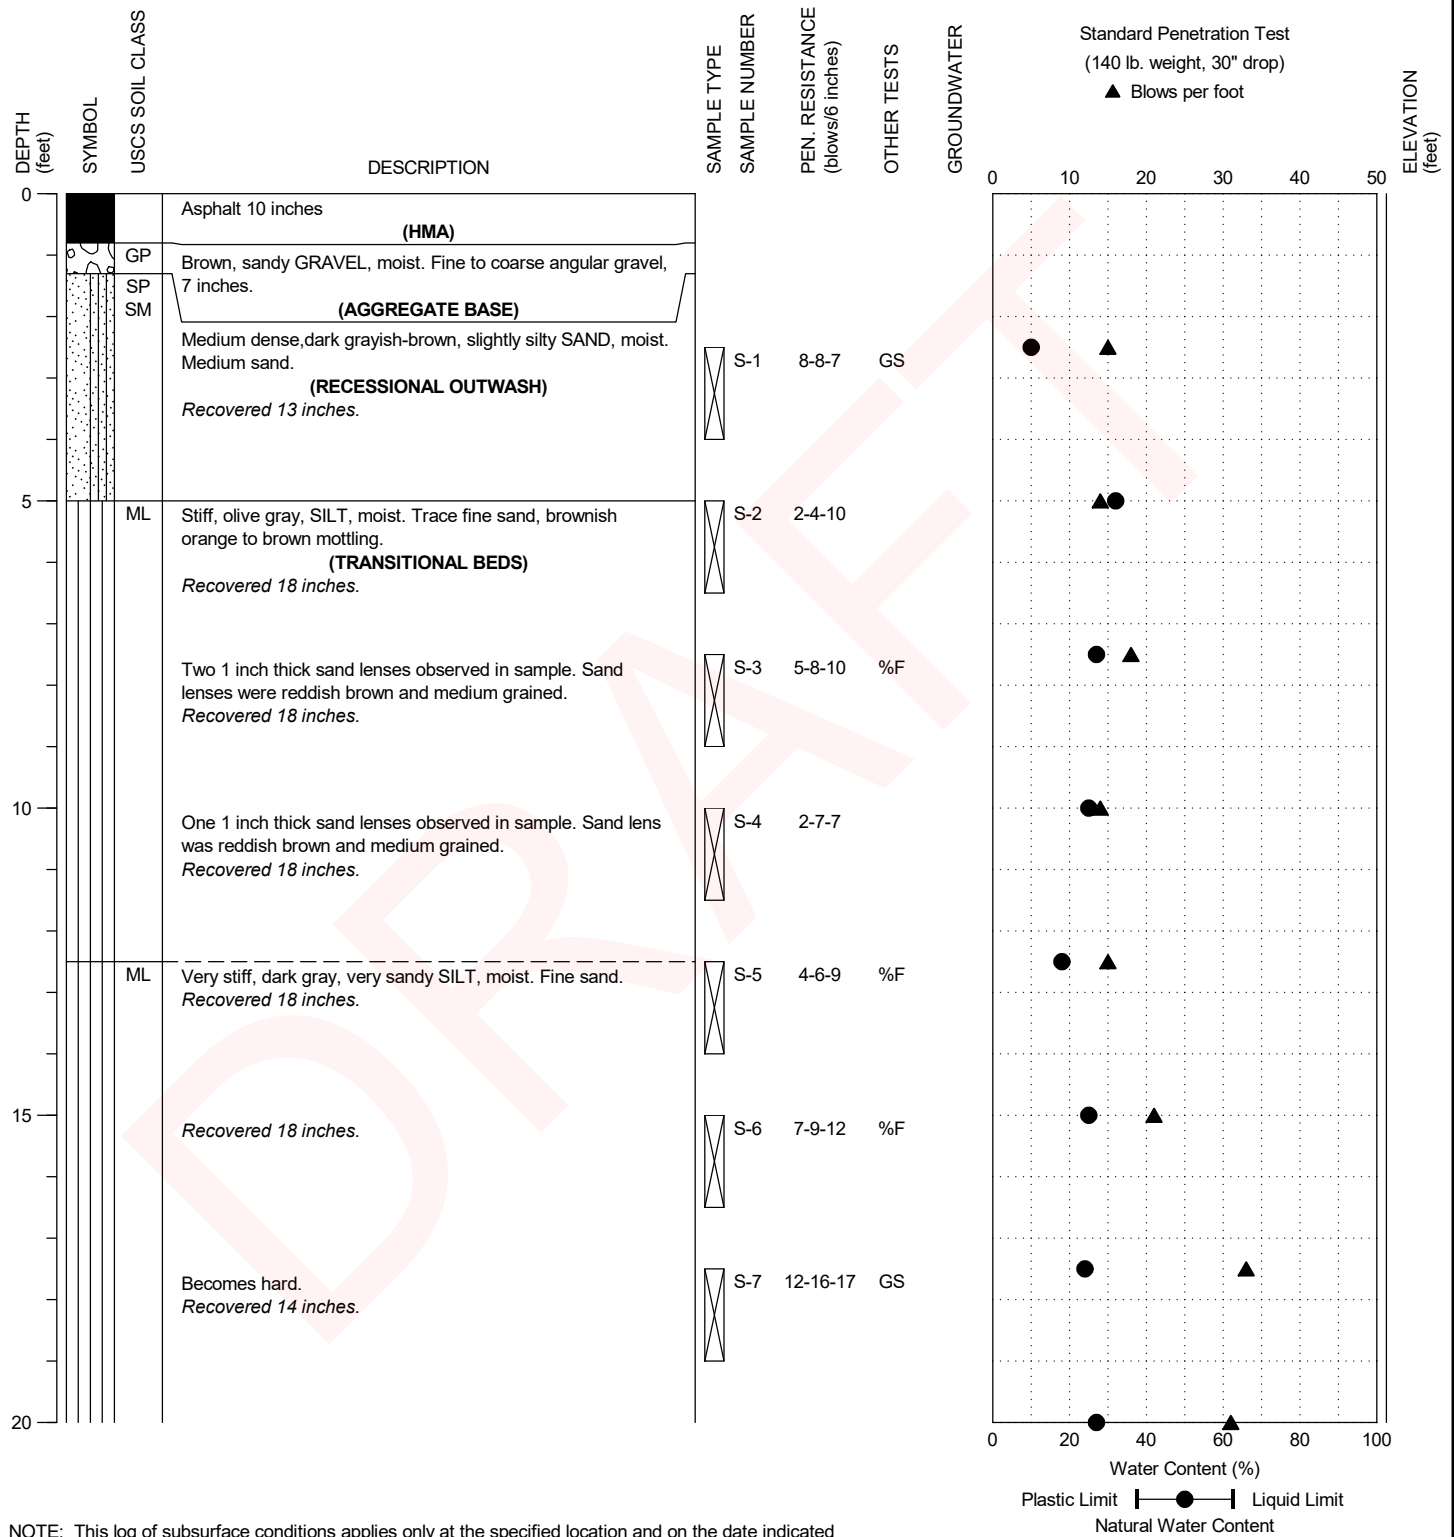 DEPTH
(feet)
SYMBOL
USCS SOIL CLASS
DESCRIPTION
SAMPLE TYPE
SAMPLE NUMBER
PEN. RESISTANCE
(blows/6 inches)
OTHER TESTS
GROUNDWATER
Standard Penetration Test
(140 lb. weight, 30" drop)
▲ Blows per foot
ELEVATION
(feet)
0 10 20 30 40 50
0
Asphalt 10 inches
(HMA)
GP
Brown, sandy GRAVEL, moist. Fine to coarse angular gravel,
7 inches.
(AGGREGATE BASE)
SP
SM
Medium dense,dark grayish-brown, slightly silty SAND, moist.
Medium sand.
(RECESSIONAL OUTWASH)
Recovered 13 inches.
S-1 8-8-7 GS
5
ML
Stiff, olive gray, SILT, moist. Trace fine sand, brownish
orange to brown mottling.
(TRANSITIONAL BEDS)
Recovered 18 inches.
S-2 2-4-10
Two 1 inch thick sand lenses observed in sample. Sand
lenses were reddish brown and medium grained.
Recovered 18 inches.
S-3 5-8-10 %F
10
One 1 inch thick sand lenses observed in sample. Sand lens
was reddish brown and medium grained.
Recovered 18 inches.
S-4 2-7-7
ML
Very stiff, dark gray, very sandy SILT, moist. Fine sand.
Recovered 18 inches.
S-5 4-6-9 %F
15
Recovered 18 inches.
S-6 7-9-12 %F
Becomes hard.
Recovered 14 inches.
S-7 12-16-17 GS
20
0 20 40 60 80 100
Water Content (%)
Plastic Limit Liquid Limit
Natural Water Content
NOTE: This log of subsurface conditions applies only at the specified location and on the date indicated
DRAFT